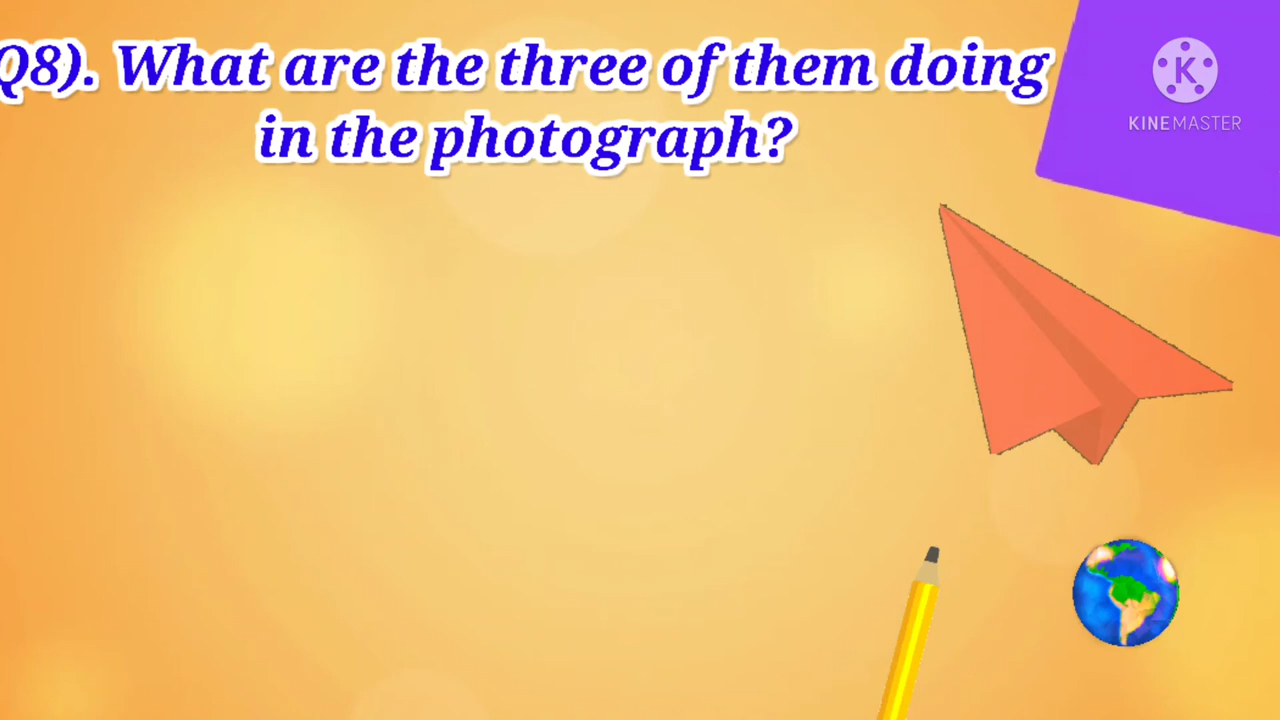 Q8). What are the three of them doing
in the photograph?
K
KINEMASTER